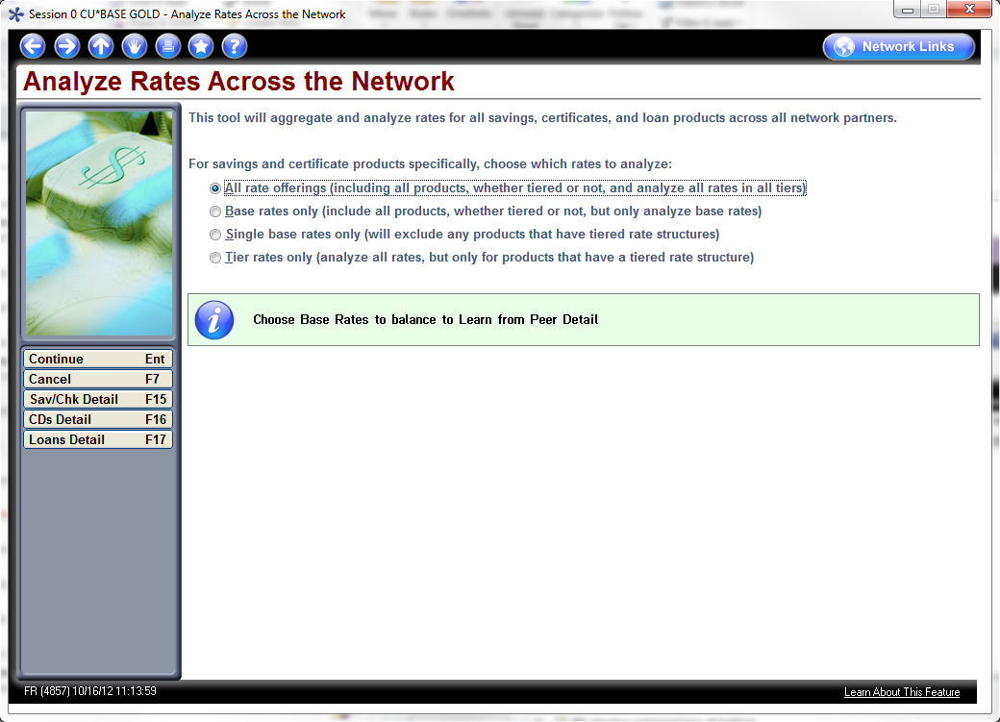 Session 0 CU*BASE GOLD - Analyze Rates Across the Network
Network Links
Analyze Rates Across the Network
This tool will aggregate and analyze rates for all savings, certificates, and loan products across all network partners.
For savings and certificate products specifically, choose which rates to analyze:
All rate offerings (including all products, whether tiered or not, and analyze all rates in all tiers)
Base rates only (include all products, whether tiered or not, but only analyze base rates)
Single base rates only (will exclude any products that have tiered rate structures)
Tier rates only (analyze all rates, but only for products that have a tiered rate structure)
Choose Base Rates to balance to Learn from Peer Detail
Continue Ent
Cancel F7
Sav/Chk Detail F15
CDs Detail F16
Loans Detail F17
FR (4857) 10/16/12 11:13:59
Learn About This Feature